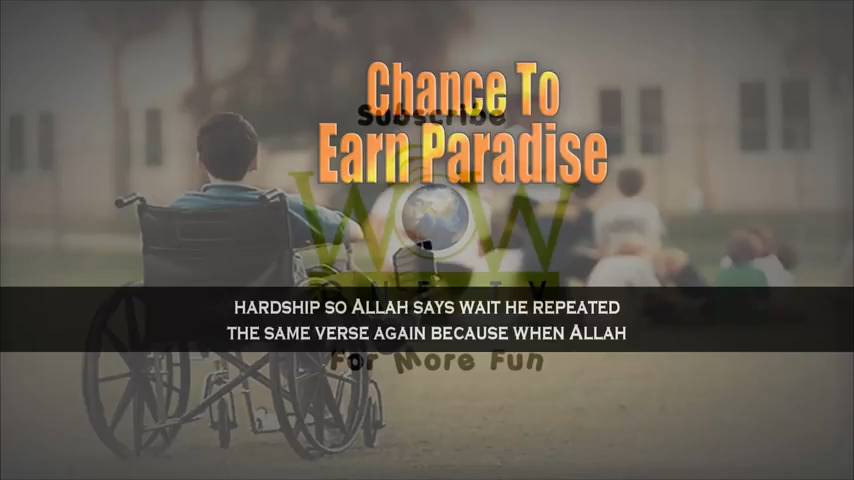 Chance To
Subscribe
Earn Paradise
WOW
HARDSHIP SO ALLAH SAYS WAIT HE REPEATED
THE SAME VERSE AGAIN BECAUSE WHEN ALLAH
For More Fun